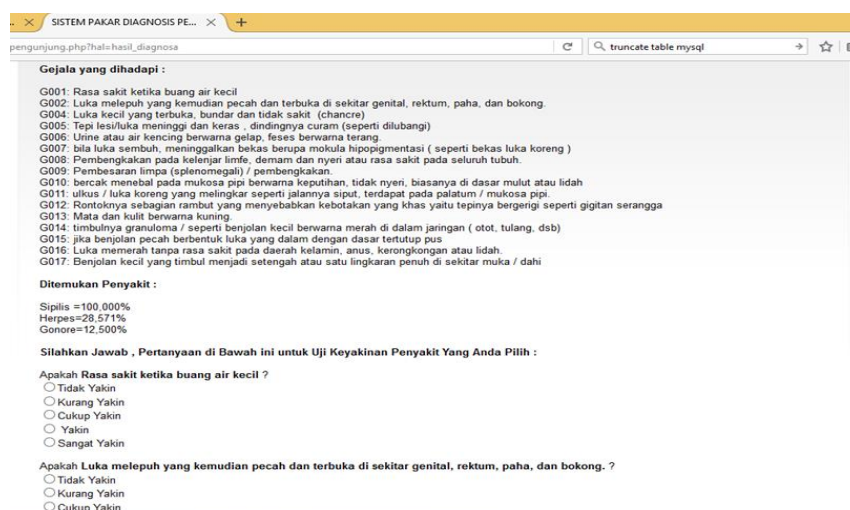 SISTEM PAKAR DIAGNOSIS PE...
pengunjung.php?hal=hasil_diagnosa
truncate table mysql
Gejala yang dihadapi :
G001: Rasa sakit ketika buang air kecil
G002: Luka melepuh yang kemudian pecah dan terbuka di sekitar genital, rektum, paha, dan bokong.
G004: Luka kecil yang terbuka, bundar dan tidak sakit (chancre)
G005: Tepi lesi/luka meninggi dan keras , dindingnya curam (seperti dilubangi)
G006: Urine atau air kencing berwarna gelap, feses berwarna terang.
G007: bila luka sembuh, meninggalkan bekas berupa mokula hipopigmentasi ( seperti bekas luka koreng )
G008: Pembengkakan pada kelenjar limfe, demam dan nyeri atau rasa sakit pada seluruh tubuh.
G009: Pembesaran limpa (splenomegali) / pembengkakan.
G010: bercak menebal pada mukosa pipi berwarna keputihan, tidak nyeri, biasanya di dasar mulut atau lidah
G011: ulkus / luka koreng yang melingkar seperti jalannya siput, terdapat pada palatum / mukosa pipi.
G012: Rontoknya sebagian rambut yang menyebabkan kebotakan yang khas yaitu tepinya bergerigi seperti gigitan serangga
G013: Mata dan kulit berwarna kuning.
G014: timbulnya granuloma / seperti benjolan kecil berwarna merah di dalam jaringan ( otot, tulang, dsb)
G015: jika benjolan pecah berbentuk luka yang dalam dengan dasar tertutup pus
G016: Luka memerah tanpa rasa sakit pada daerah kelamin, anus, kerongkongan atau lidah.
G017: Benjolan kecil yang timbul menjadi setengah atau satu lingkaran penuh di sekitar muka / dahi
Ditemukan Penyakit :
Sipilis =100,000%
Herpes=28,571%
Gonore=12,500%
Silahkan Jawab , Pertanyaan di Bawah ini untuk Uji Keyakinan Penyakit Yang Anda Pilih :
Apakah Rasa sakit ketika buang air kecil ?
Tidak Yakin
Kurang Yakin
Cukup Yakin
Yakin
Sangat Yakin
Apakah Luka melepuh yang kemudian pecah dan terbuka di sekitar genital, rektum, paha, dan bokong. ?
Tidak Yakin
Kurang Yakin
Cukup Yakin